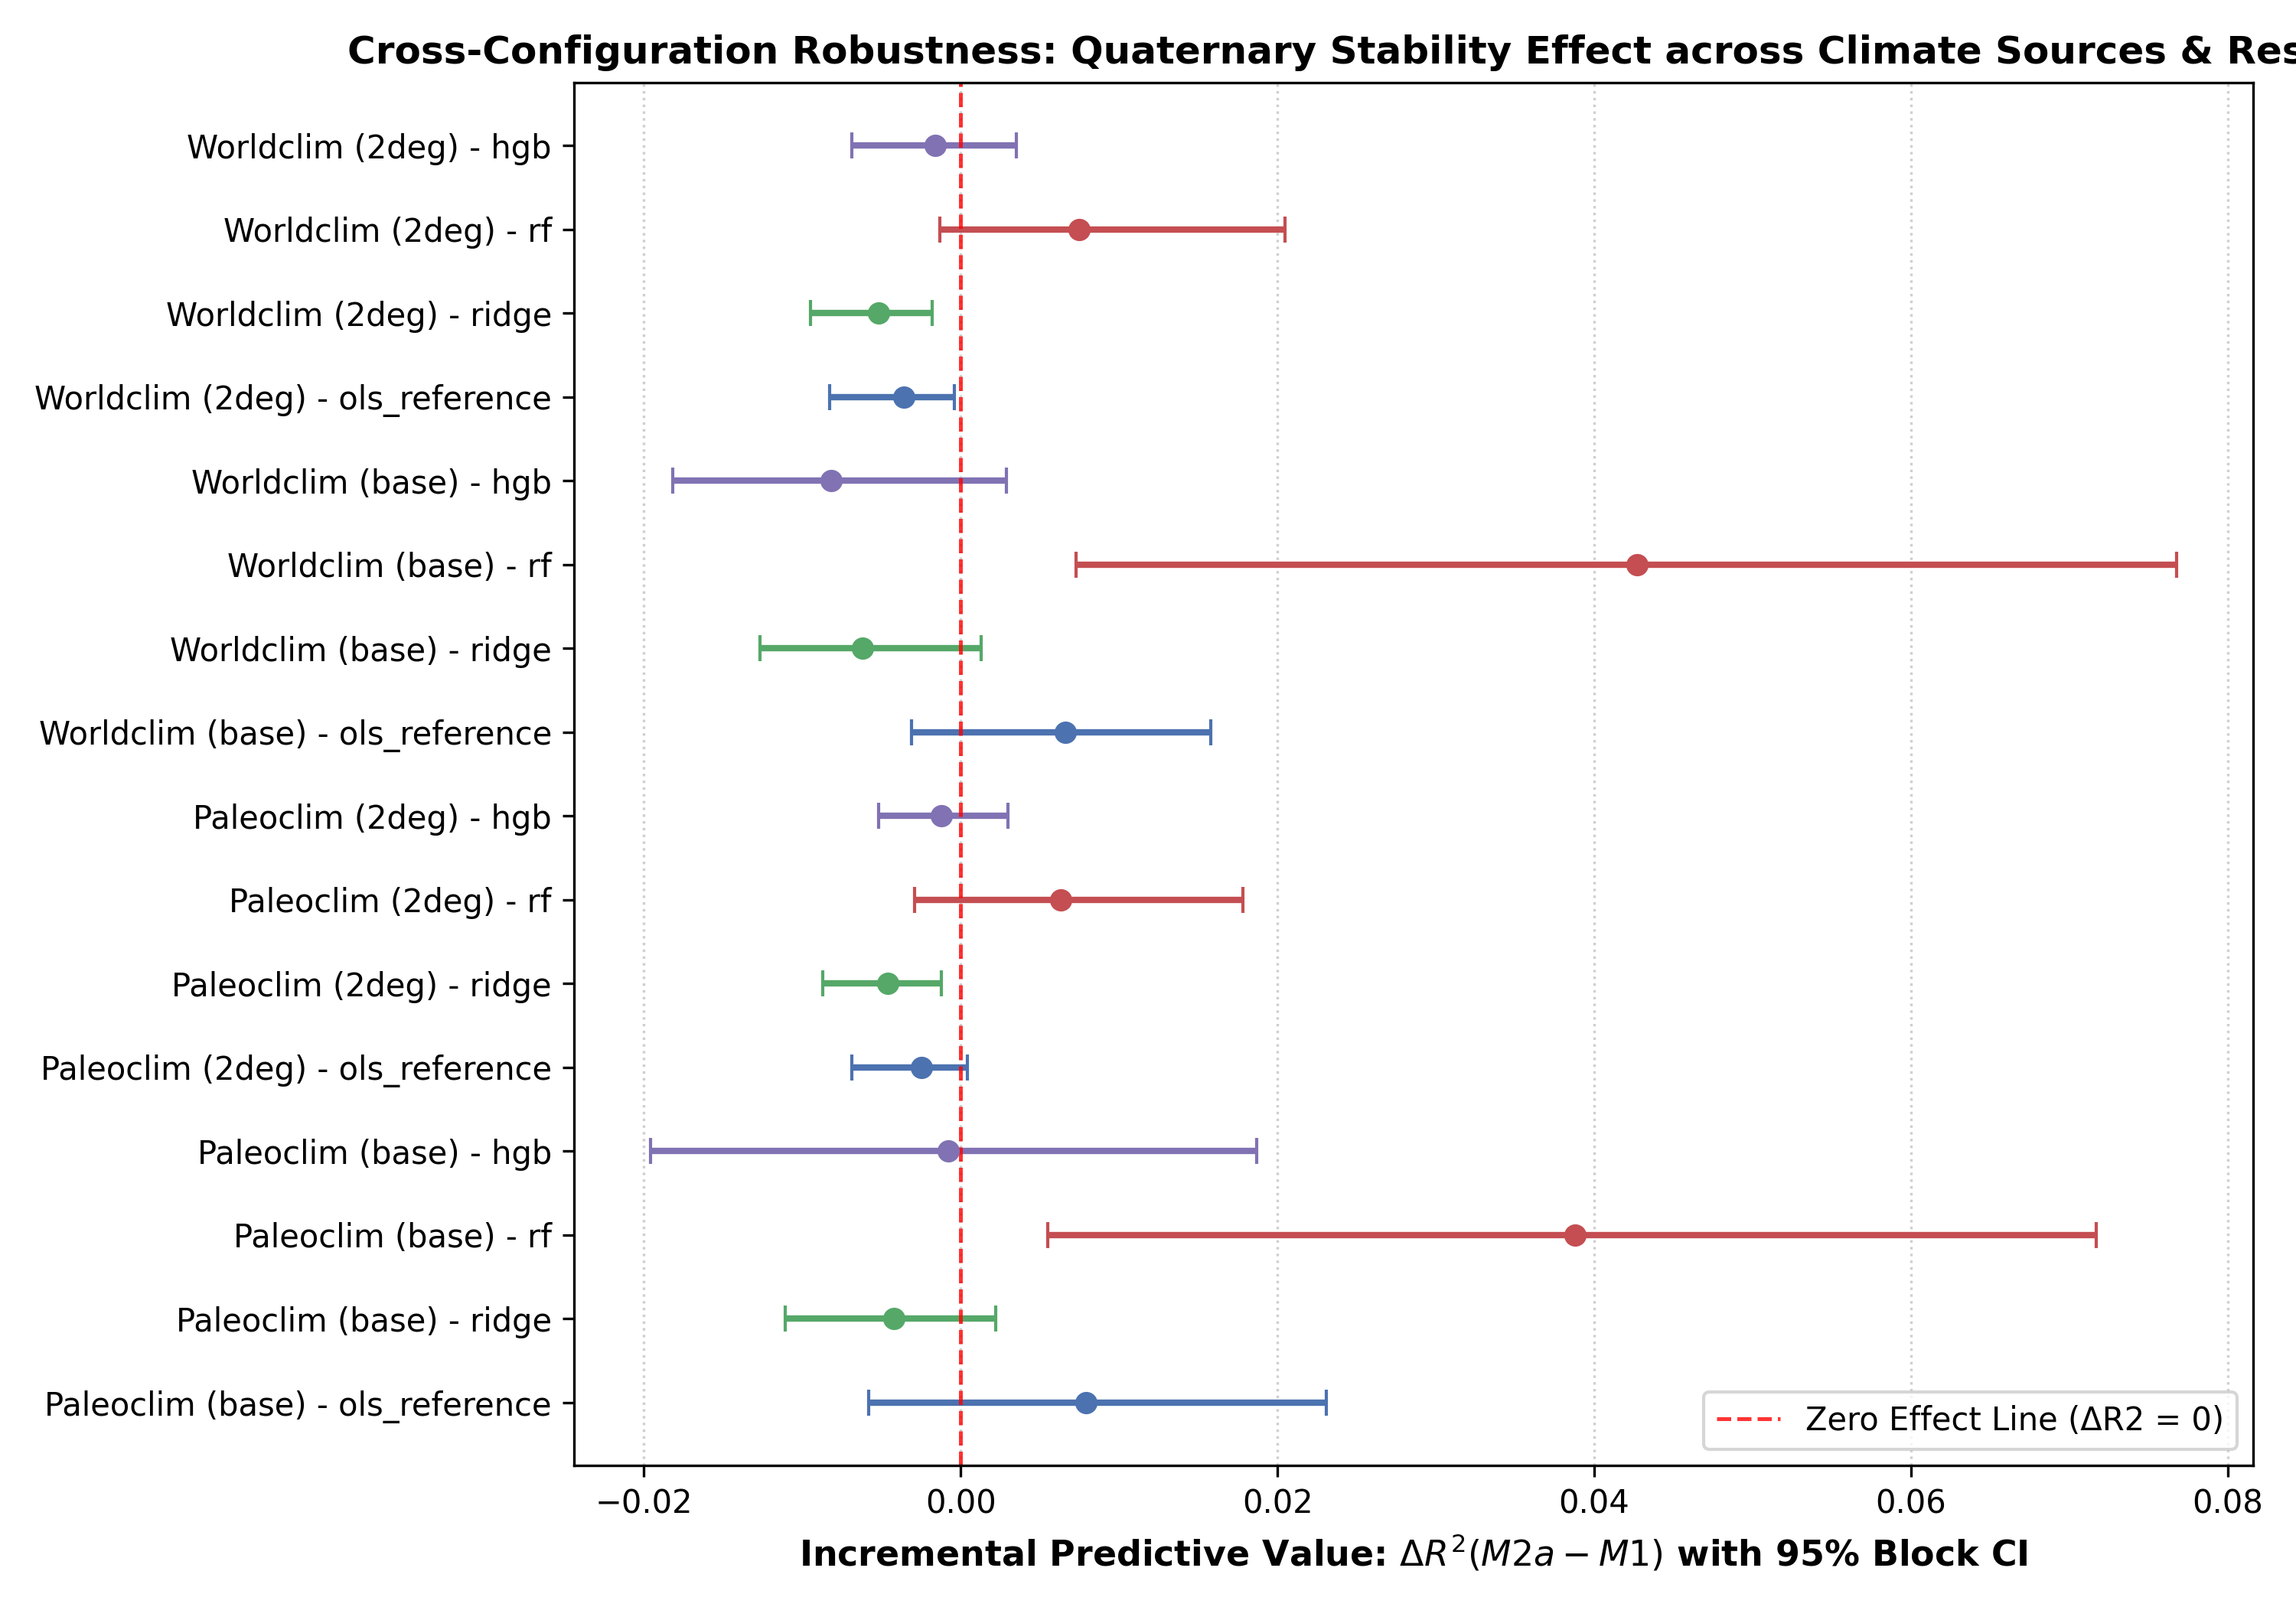 Cross-Configuration Robustness: Quaternary Stability Effect across Climate Sources & Res
Worldclim (2deg) - hgb
Worldclim (2deg) - rf
Worldclim (2deg) - ridge
Worldclim (2deg) - ols_reference
Worldclim (base) - hgb
Worldclim (base) - rf
Worldclim (base) - ridge
Worldclim (base) - ols_reference
Paleoclim (2deg) - hgb
Paleoclim (2deg) - rf
Paleoclim (2deg) - ridge
Paleoclim (2deg) - ols_reference
Paleoclim (base) - hgb
Paleoclim (base) - rf
Paleoclim (base) - ridge
Paleoclim (base) - ols_reference
Zero Effect Line (ΔR2 = 0)
−0.02 0.00 0.02 0.04 0.06 0.08
Incremental Predictive Value: ΔR²(M2a − M1) with 95% Block CI